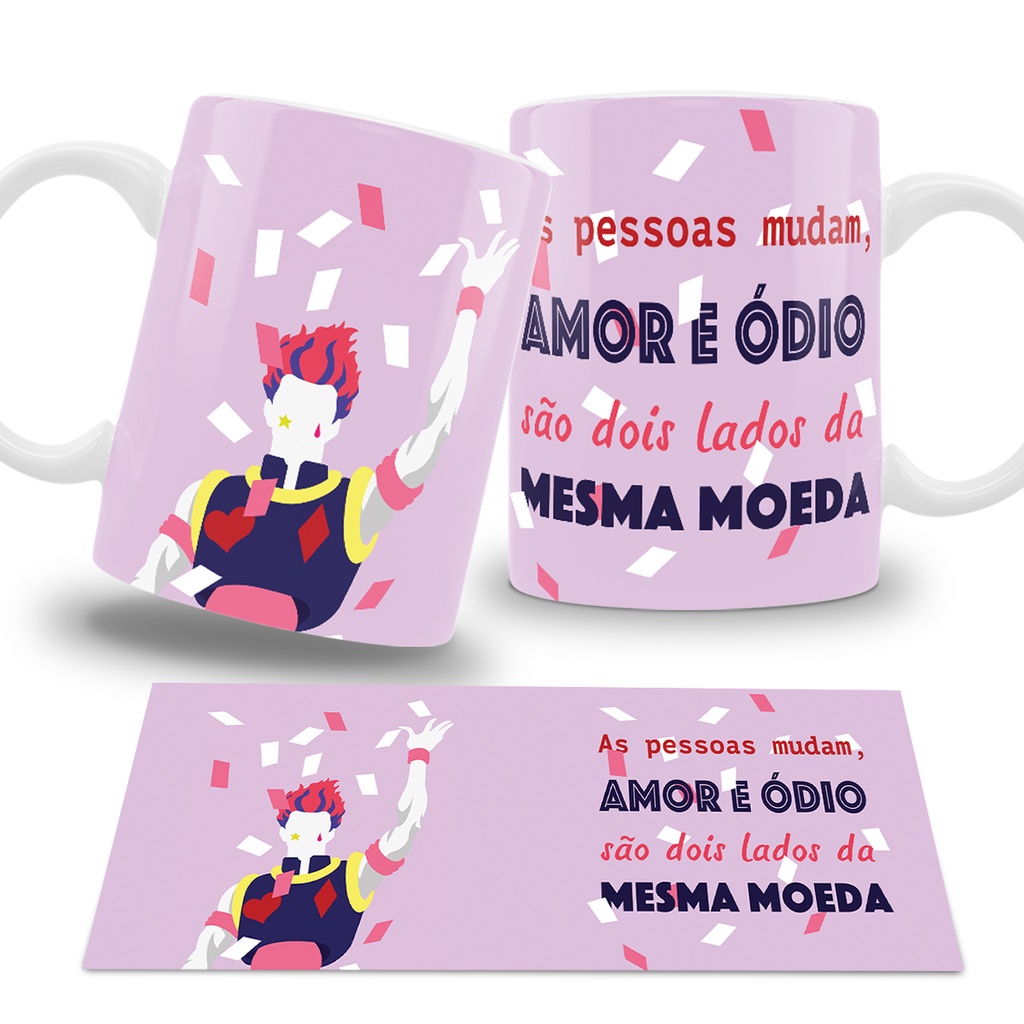 s pessoas mudam,
AMOR E ÓDIO
são dois lados da
MESMA MOEDA
As pessoas mudam,
AMOR E ÓDIO
são dois lados da
MESMA MOEDA